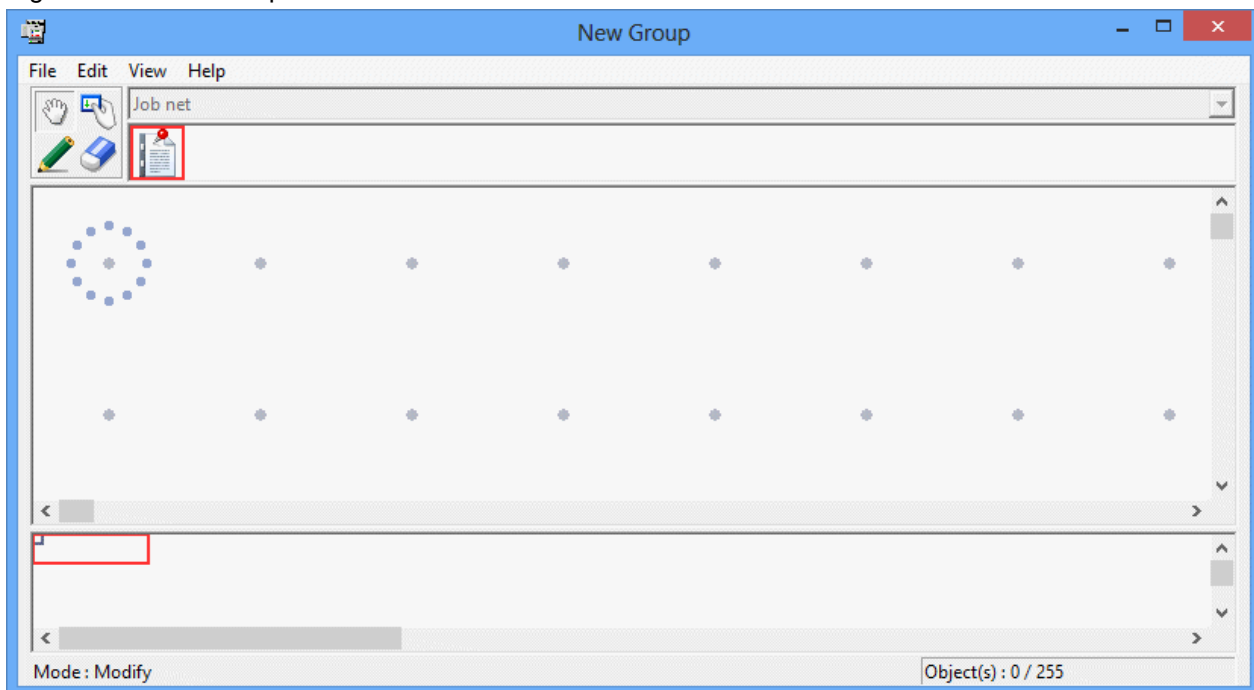 New Group
File Edit View Help
Job net
Mode : Modify
Object(s) : 0 / 255